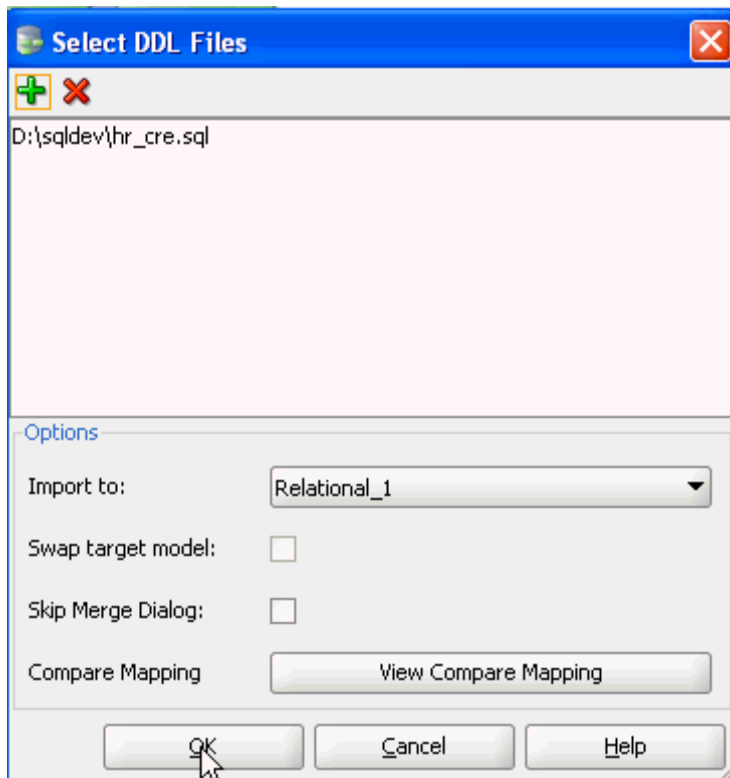 Select DDL Files
D:\sqldev\hr_cre.sql
Options
Import to: Relational_1
Swap target model:
Skip Merge Dialog:
Compare Mapping View Compare Mapping
OK Cancel Help